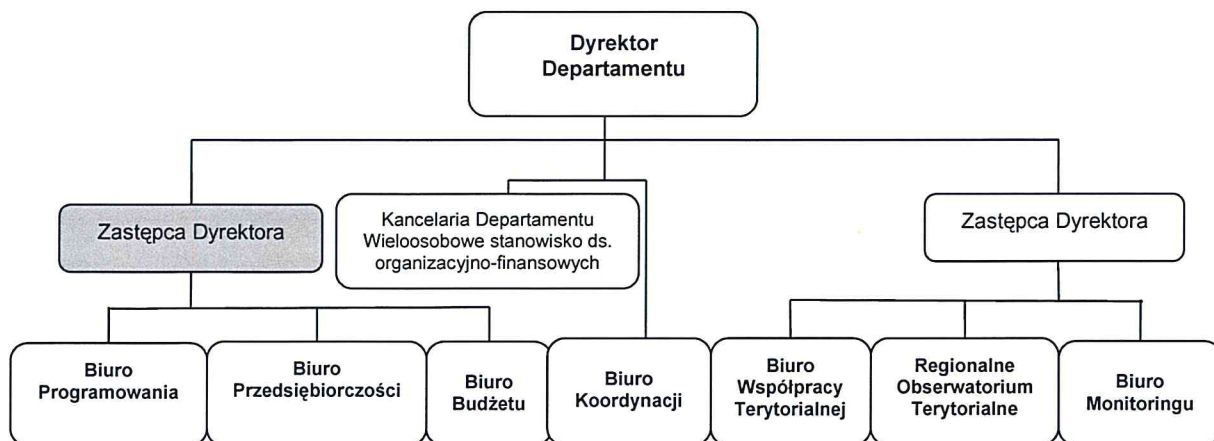 Dyrektor
Departamentu
Zastępca Dyrektora
Kancelaria Departamentu
Wieloosobowe stanowisko ds.
organizacyjno-finansowych
Zastępca Dyrektora
Biuro
Programowania
Biuro
Przedsiębiorczości
Biuro
Budżetu
Biuro
Koordynacji
Biuro
Współpracy
Terytorialnej
Regionalne
Obserwatorium
Terytorialne
Biuro
Monitoringu